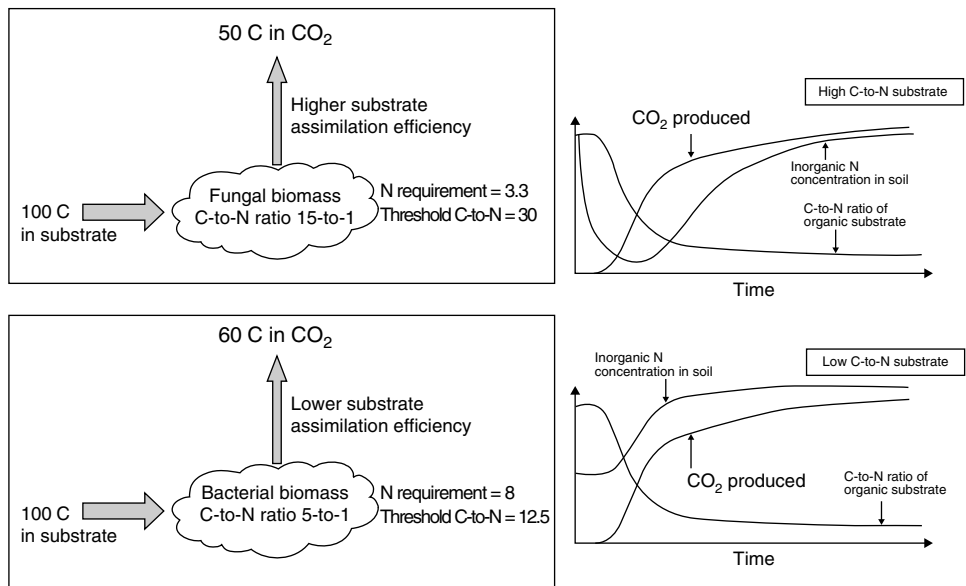 50 C in CO₂
Higher substrate
assimilation efficiency
Fungal biomass
C-to-N ratio 15-to-1
N requirement = 3.3
Threshold C-to-N = 30
100 C
in substrate
High C-to-N substrate
CO₂ produced
Inorganic N
concentration in soil
C-to-N ratio of
organic substrate
Time
60 C in CO₂
Lower substrate
assimilation efficiency
Bacterial biomass
C-to-N ratio 5-to-1
N requirement = 8
Threshold C-to-N = 12.5
100 C
in substrate
Low C-to-N substrate
Inorganic N
concentration in soil
CO₂ produced
C-to-N ratio of
organic substrate
Time